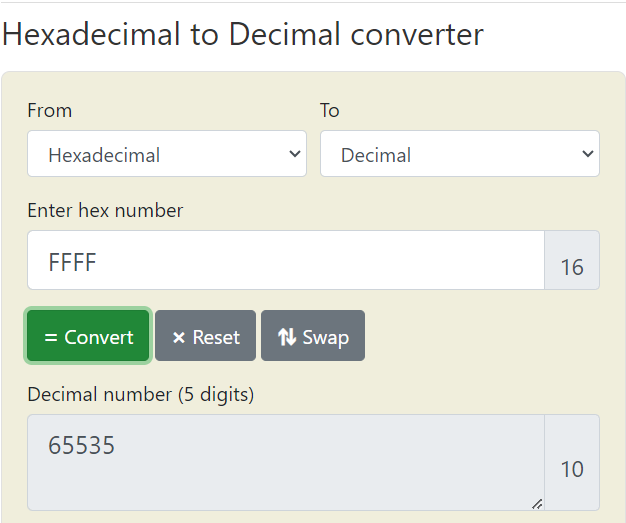 Hexadecimal to Decimal converter
From To
Hexadecimal Decimal
Enter hex number
FFFF 16
= Convert × Reset Swap
Decimal number (5 digits)
65535
10